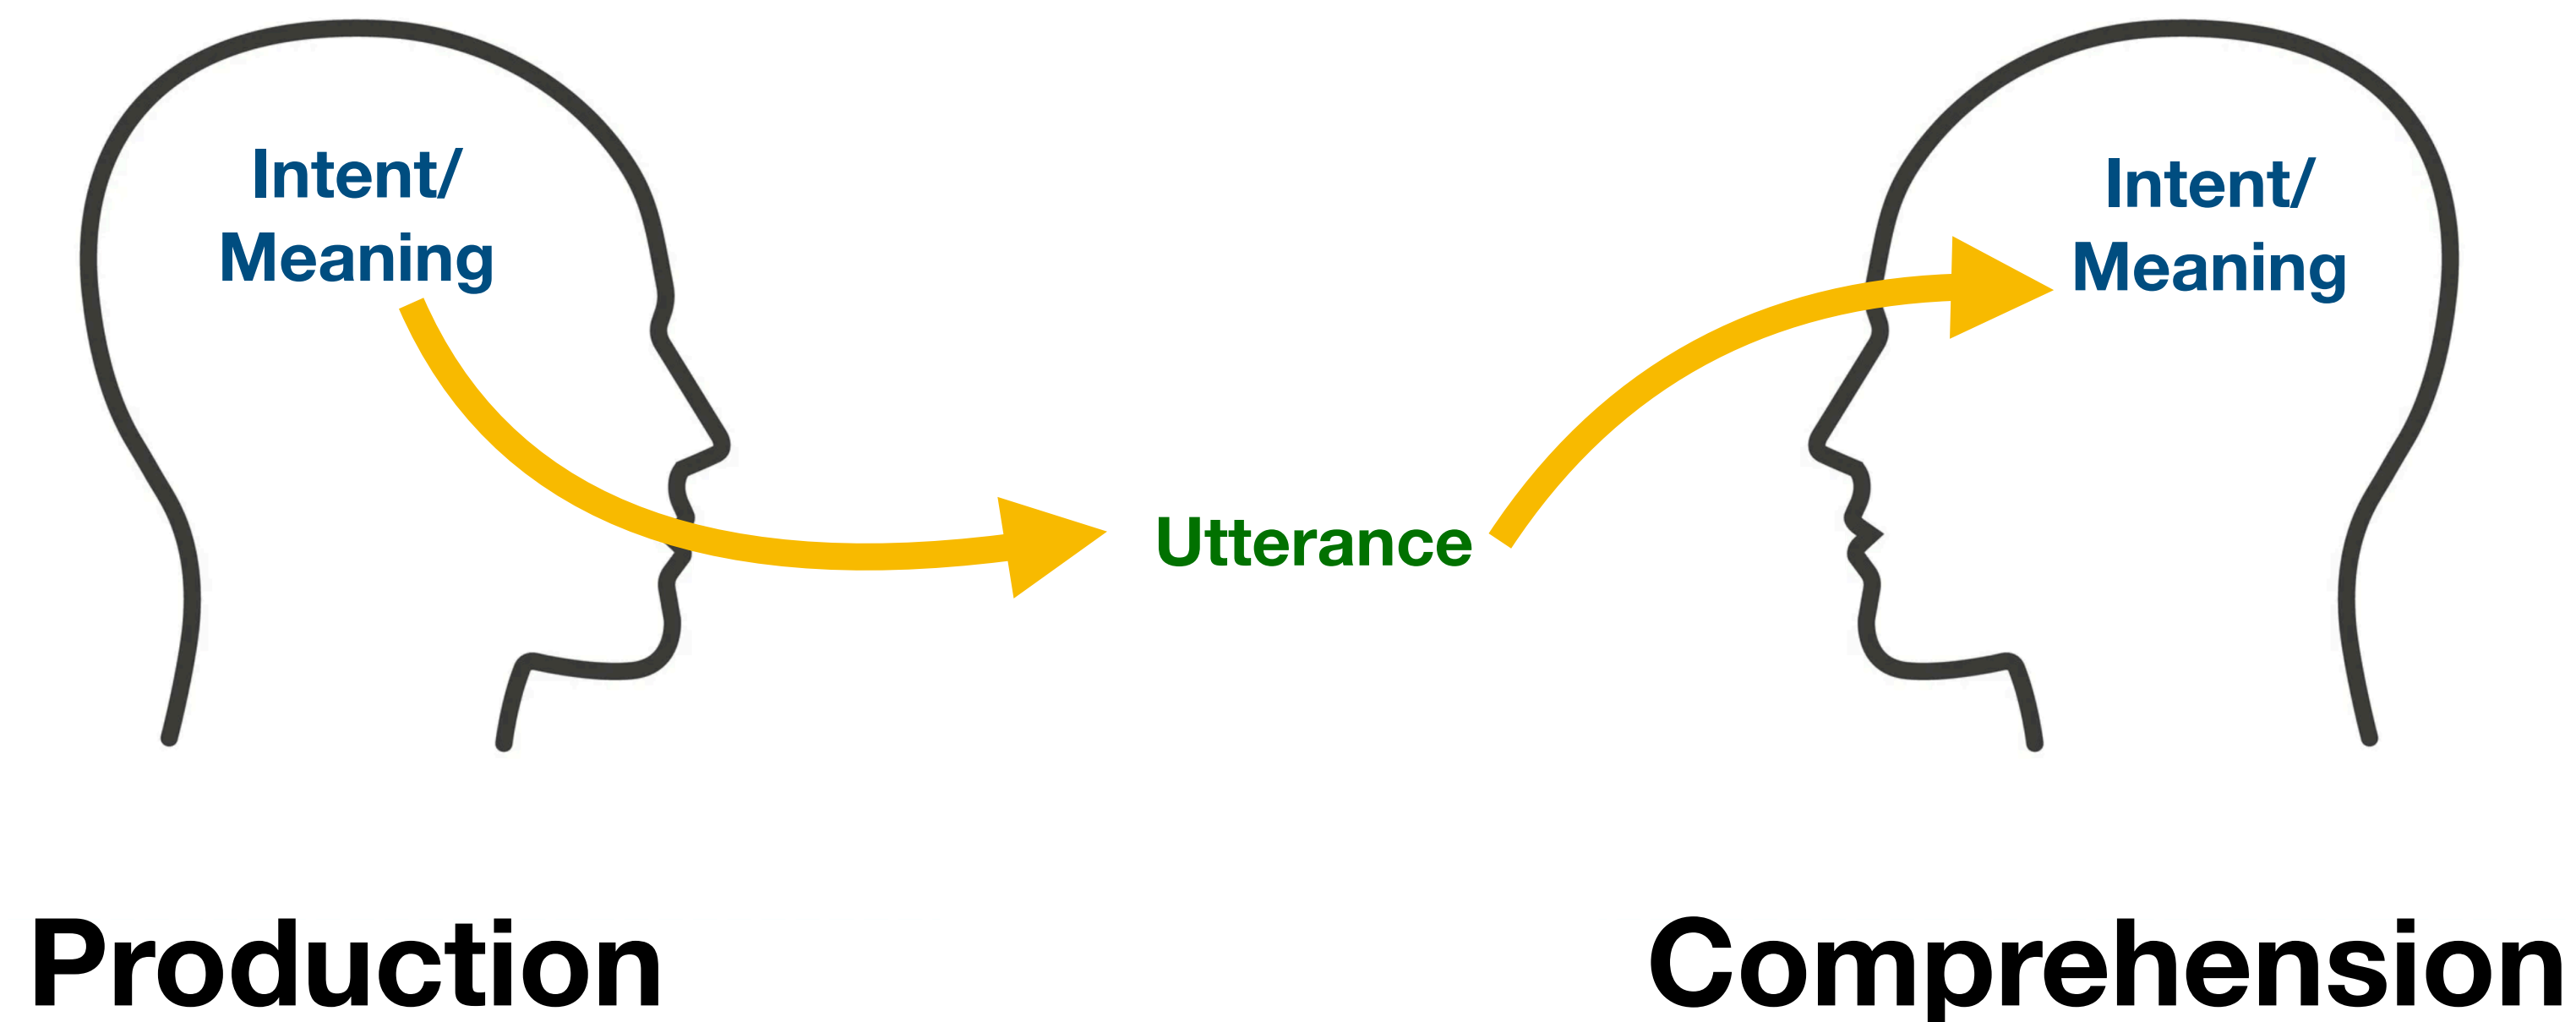 Intent/
Meaning
Utterance
Intent/
Meaning
Production
Comprehension